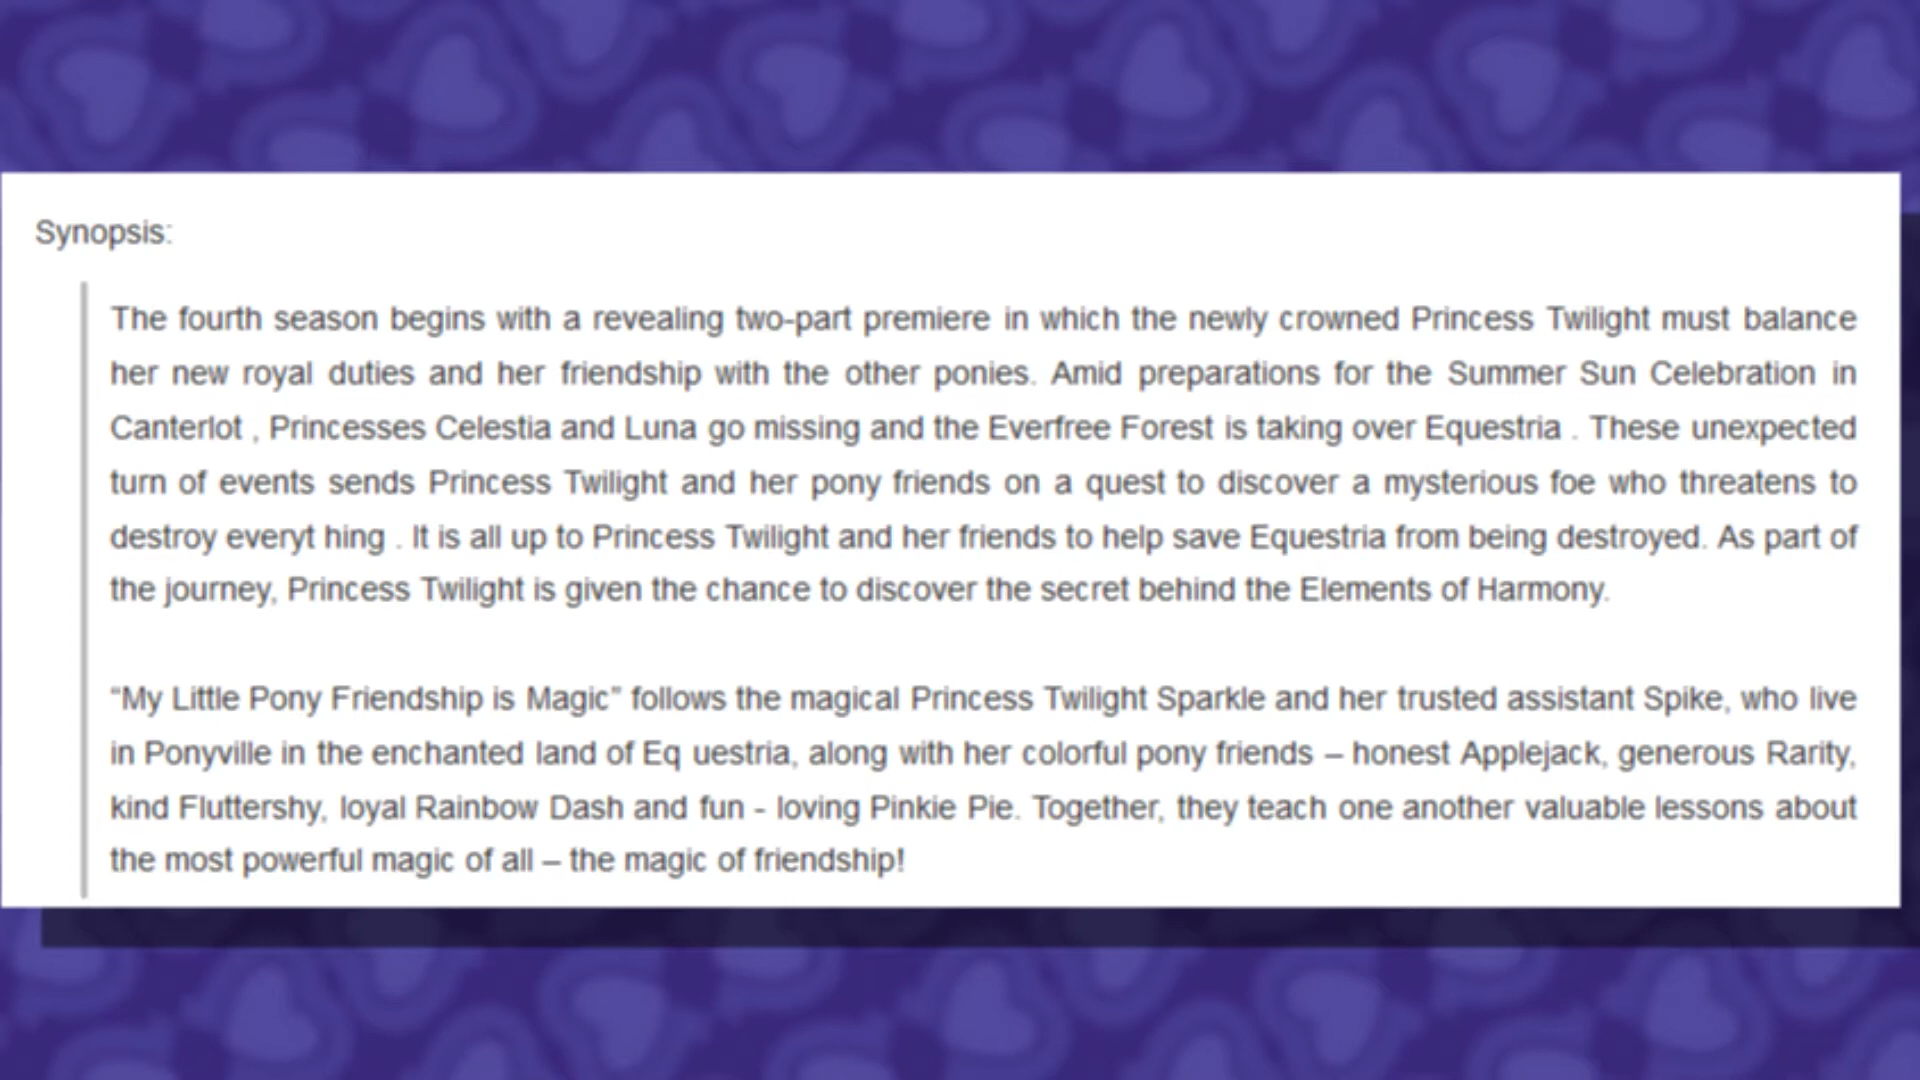 Synopsis:
The fourth season begins with a revealing two-part premiere in which the newly crowned Princess Twilight must balance
her new royal duties and her friendship with the other ponies. Amid preparations for the Summer Sun Celebration in
Canterlot , Princesses Celestia and Luna go missing and the Everfree Forest is taking over Equestria . These unexpected
turn of events sends Princess Twilight and her pony friends on a quest to discover a mysterious foe who threatens to
destroy everyt hing . It is all up to Princess Twilight and her friends to help save Equestria from being destroyed. As part of
the journey, Princess Twilight is given the chance to discover the secret behind the Elements of Harmony.
“My Little Pony Friendship is Magic” follows the magical Princess Twilight Sparkle and her trusted assistant Spike, who live
in Ponyville in the enchanted land of Eq uestria, along with her colorful pony friends – honest Applejack, generous Rarity,
kind Fluttershy, loyal Rainbow Dash and fun - loving Pinkie Pie. Together, they teach one another valuable lessons about
the most powerful magic of all – the magic of friendship!